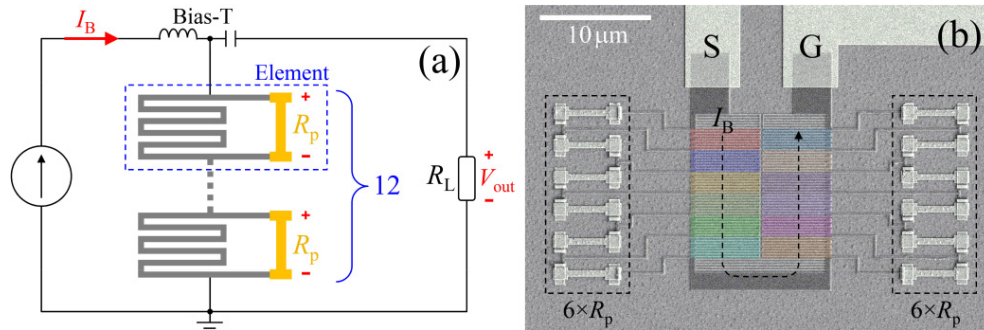 I_B
Bias-T
(a)
Element
+
R_p
−
12
+
R_p
−
R_L
+
V_out
−
10 μm
S
G
(b)
I_B
6×R_p
6×R_p